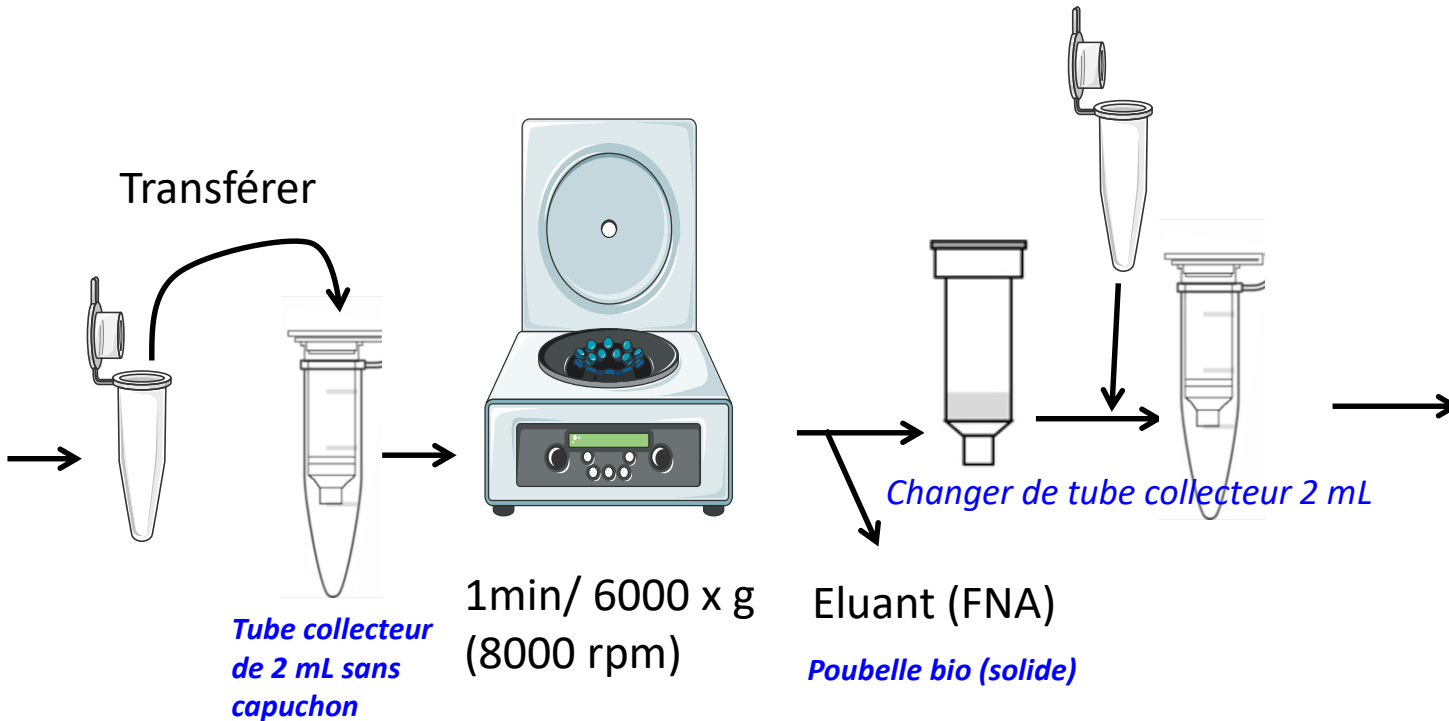 Transférer
Tube collecteur
de 2 mL sans
capuchon
1min/ 6000 x g
(8000 rpm)
Eluant (FNA)
Poubelle bio (solide)
Changer de tube collecteur 2 mL